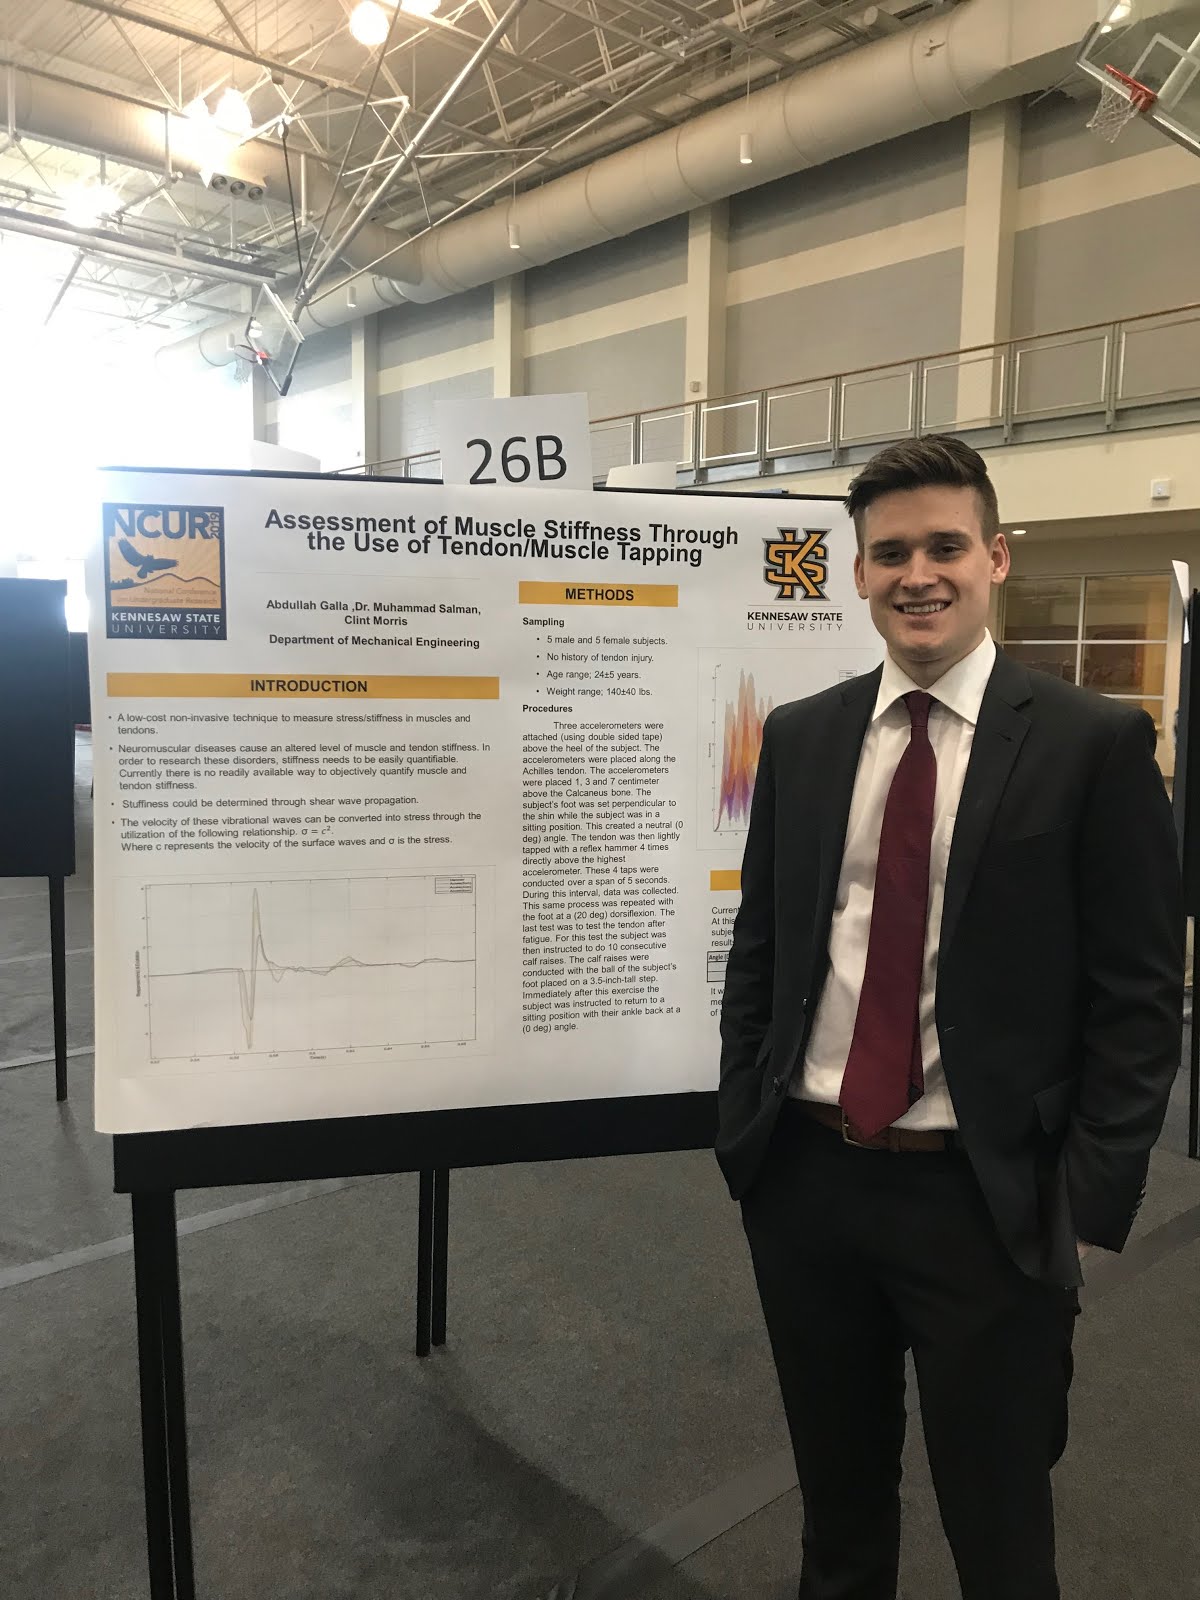 26B
NCUR 2019
National Conference
on Undergraduate Research
KENNESAW STATE
UNIVERSITY
Assessment of Muscle Stiffness Through
the Use of Tendon/Muscle Tapping
Abdullah Galla ,Dr. Muhammad Salman,
Clint Morris
Department of Mechanical Engineering
KENNESAW STATE
UNIVERSITY
INTRODUCTION
• A low-cost non-invasive technique to measure stress/stiffness in muscles and
tendons.
• Neuromuscular diseases cause an altered level of muscle and tendon stiffness. In
order to research these disorders, stiffness needs to be easily quantifiable.
Currently there is no readily available way to objectively quantify muscle and
tendon stiffness.
• Stuffiness could be determined through shear wave propagation.
• The velocity of these vibrational waves can be converted into stress through the
utilization of the following relationship. σ = c².
Where c represents the velocity of the surface waves and σ is the stress.
METHODS
Sampling
• 5 male and 5 female subjects.
• No history of tendon injury.
• Age range; 24±5 years.
• Weight range; 140±40 lbs.
Procedures
Three accelerometers were
attached (using double sided tape)
above the heel of the subject. The
accelerometers were placed along the
Achilles tendon. The accelerometers
were placed 1, 3 and 7 centimeter
above the Calcaneus bone. The
subject's foot was set perpendicular to
the shin while the subject was in a
sitting position. This created a neutral (0
deg) angle. The tendon was then lightly
tapped with a reflex hammer 4 times
directly above the highest
accelerometer. These 4 taps were
conducted over a span of 5 seconds.
During this interval, data was collected.
This same process was repeated with
the foot at a (20 deg) dorsiflexion. The
last test was to test the tendon after
fatigue. For this test the subject was
then instructed to do 10 consecutive
calf raises. The calf raises were
conducted with the ball of the subject's
foot placed on a 3.5-inch-tall step.
Immediately after this exercise the
subject was instructed to return to a
sitting position with their ankle back at a
(0 deg) angle.
Current
At this
subje
result
Angle (
It w
me
of